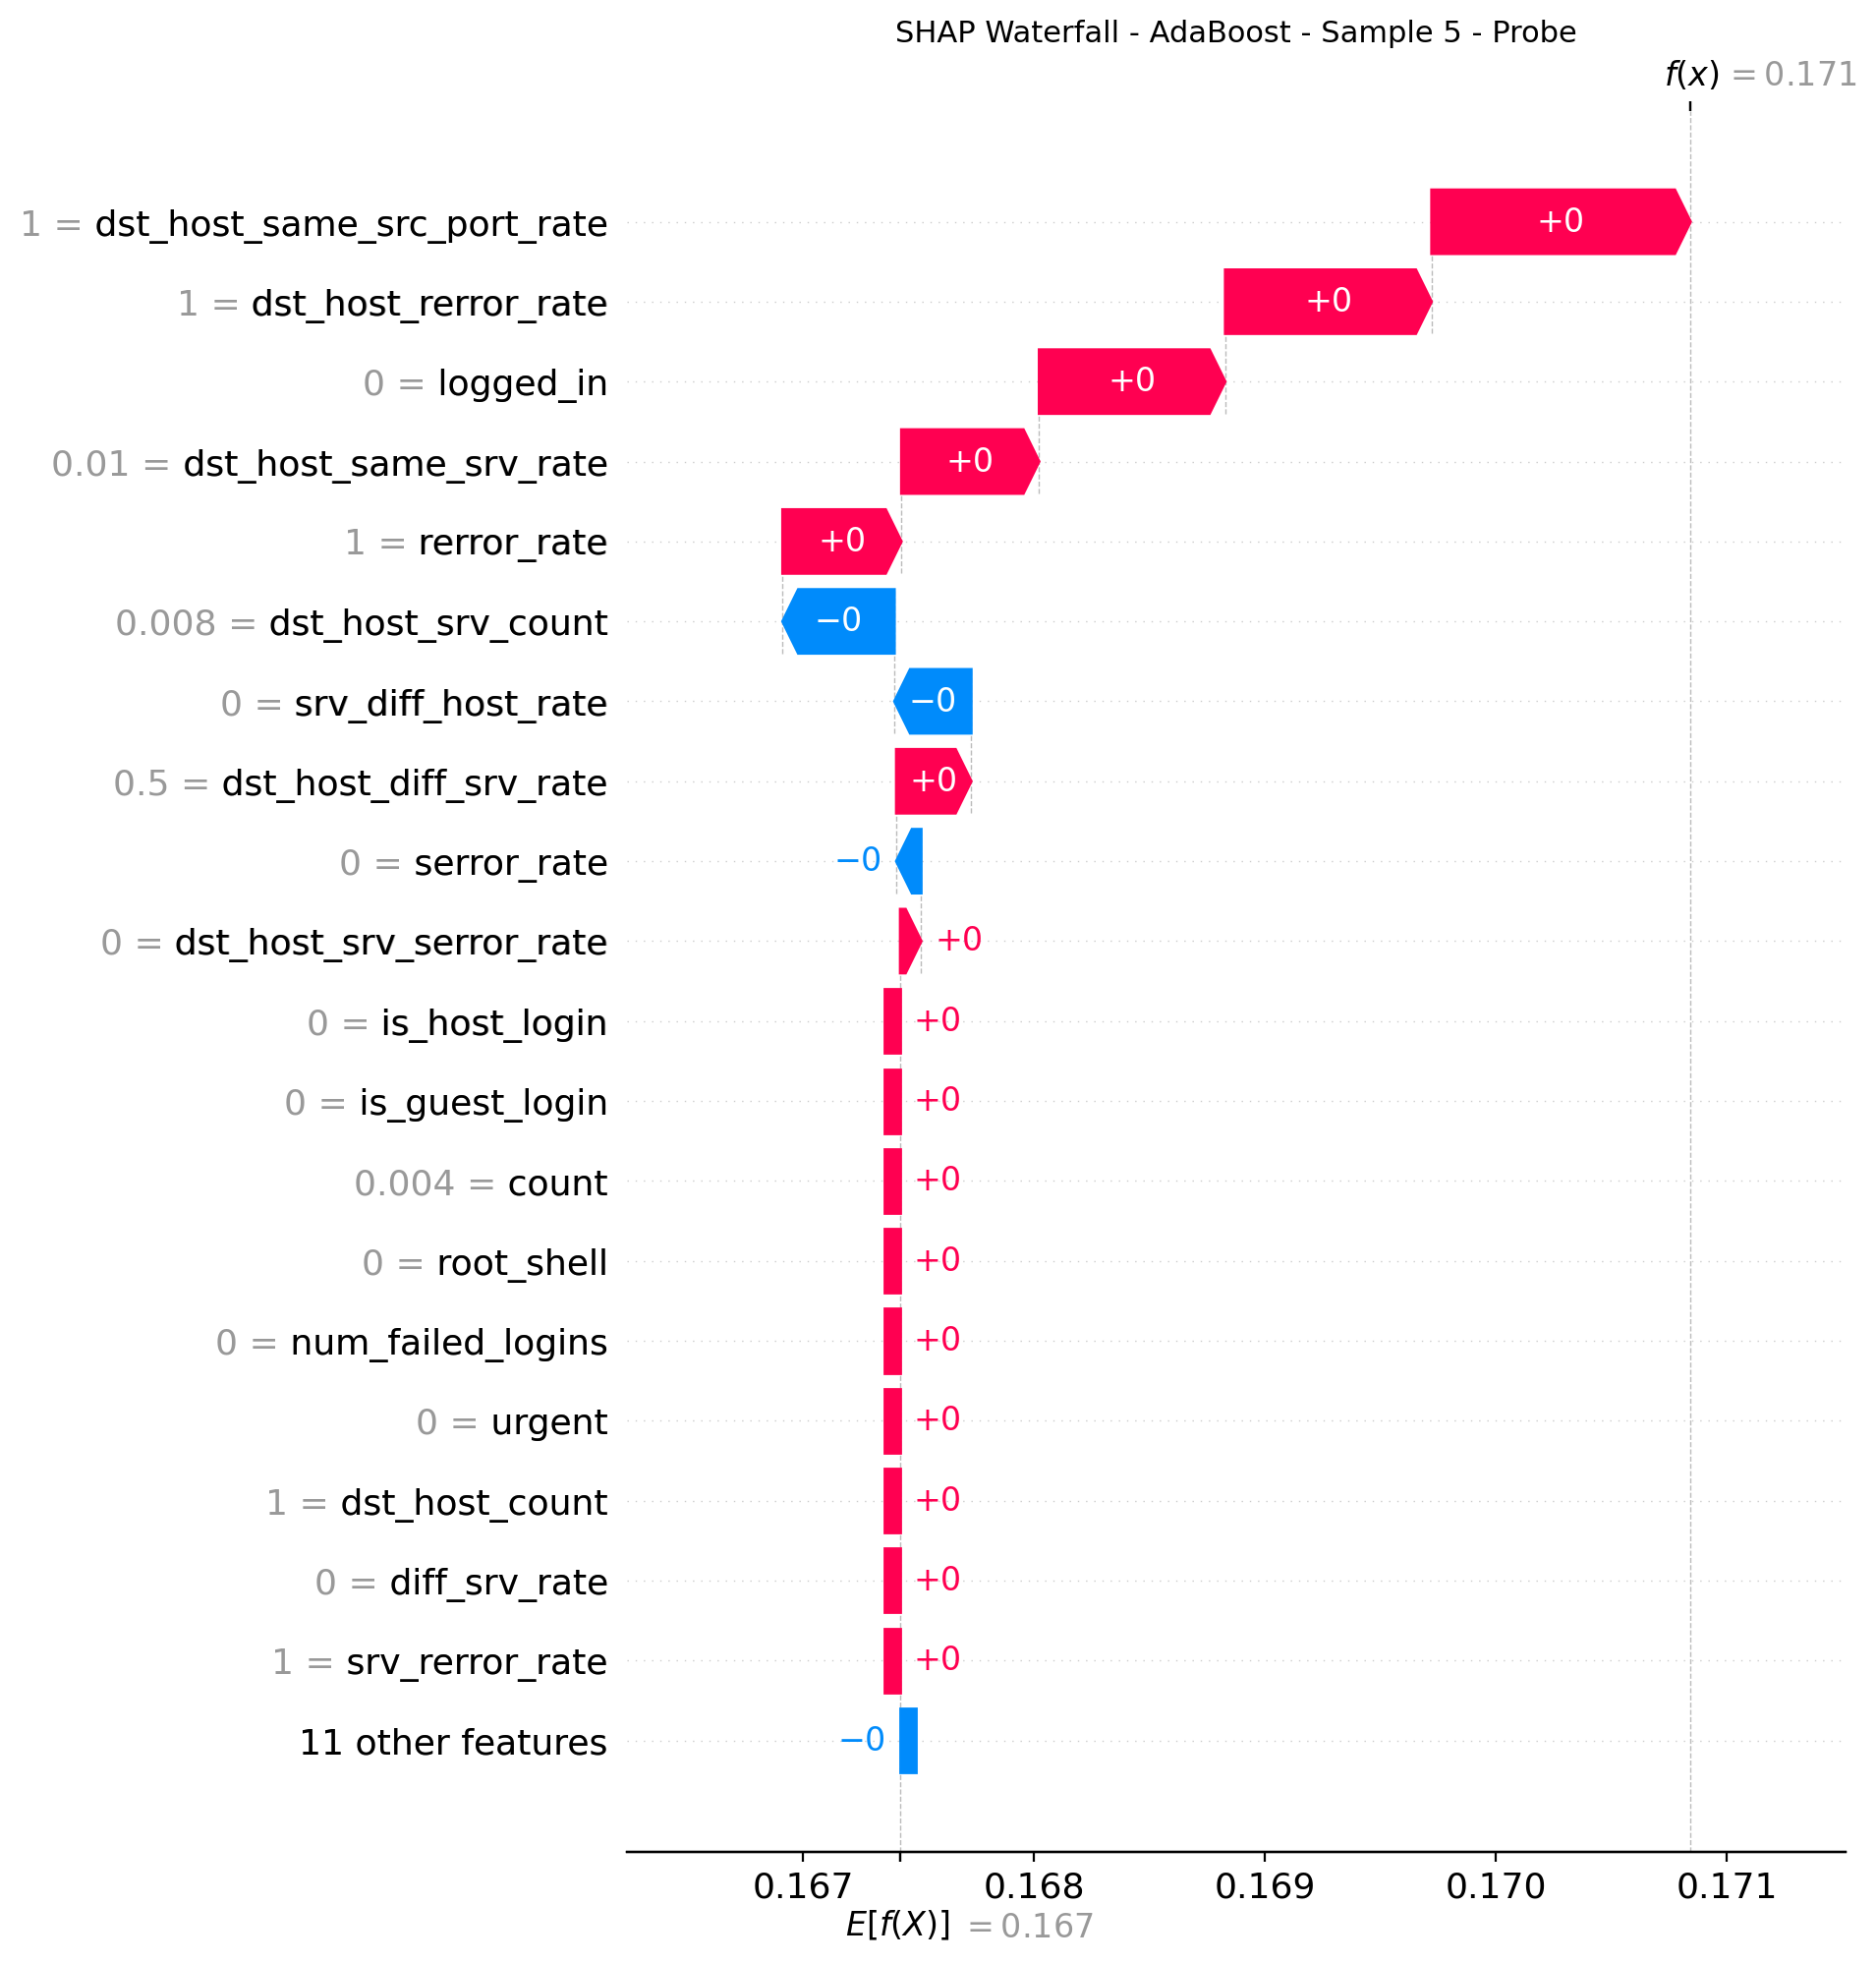 SHAP Waterfall - AdaBoost - Sample 5 - Probe
f(x) = 0.171
1 = dst_host_same_src_port_rate +0
1 = dst_host_rerror_rate +0
0 = logged_in +0
0.01 = dst_host_same_srv_rate +0
1 = rerror_rate +0
0.008 = dst_host_srv_count −0
0 = srv_diff_host_rate −0
0.5 = dst_host_diff_srv_rate +0
0 = serror_rate −0
0 = dst_host_srv_serror_rate +0
0 = is_host_login +0
0 = is_guest_login +0
0.004 = count +0
0 = root_shell +0
0 = num_failed_logins +0
0 = urgent +0
1 = dst_host_count +0
0 = diff_srv_rate +0
1 = srv_rerror_rate +0
11 other features −0
0.167 0.168 0.169 0.170 0.171
E[f(X)] = 0.167